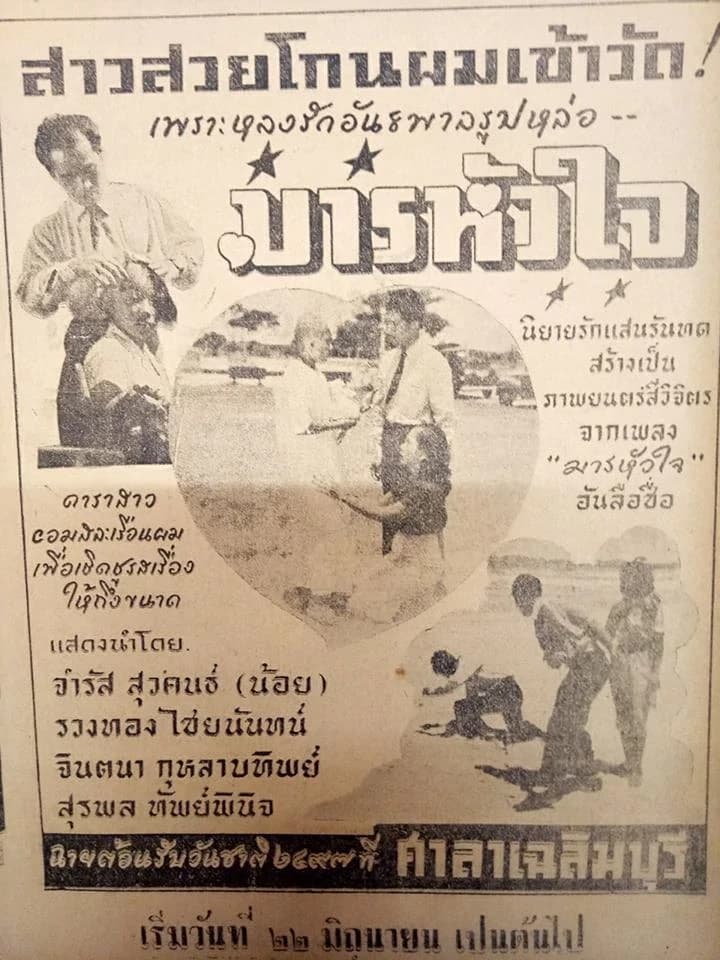 สาวสวยโกนผมเข้าวัด!
เพราะหลงรักอันธพาลรูปหล่อ --
มารหัวใจ
นิยายรักแสนรันทด
สร้างเป็น
ภาพยนตร์สีวิจิตร
จากเพลง
"มารหัวใจ"
อันลือชื่อ
ดาราสาว
ยอมสละเรือนผม
เพื่อเชิดชูรสเรื่อง
ให้ถึงขนาด
แสดงนำโดย.
จำรัส สุวคนธ์ (น้อย)
รวงทอง ไชยนันทน์
จินตนา กุหลาบทิพย์
สุรพล ทัพย์พินิจ
ฉายต้อนรับวันชาติ ๒๔๙๗ ที่ ศาลาเฉลิมบุรี
เริ่มวันที่ ๒๒ มิถุนายน เปนต้นไป